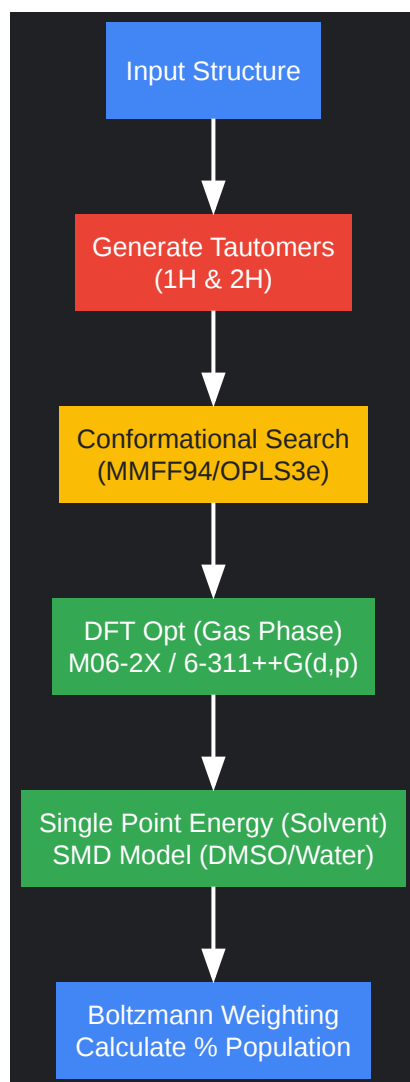 Input Structure
Generate Tautomers
(1H & 2H)
Conformational Search
(MMFF94/OPLS3e)
DFT Opt (Gas Phase)
M06-2X / 6-311++G(d,p)
Single Point Energy (Solvent)
SMD Model (DMSO/Water)
Boltzmann Weighting
Calculate % Population